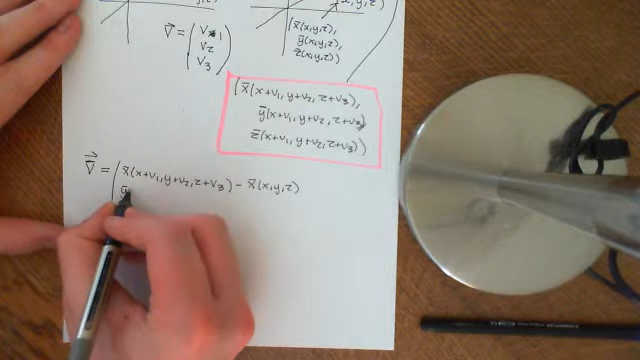 (x̄(x,y,z),
ȳ(x,y,z),
z̄(x,y,z))
V⃗ = (V1
V2
V3)
(x̄(x+v1, y+v2, z+v3),
ȳ(x+v1, y+v2, z+v3),
z̄(x+v1, y+v2, z+v3))
V̄⃗ = (x̄(x+v1, y+v2, z+v3) - x̄(x,y,z)
ȳ